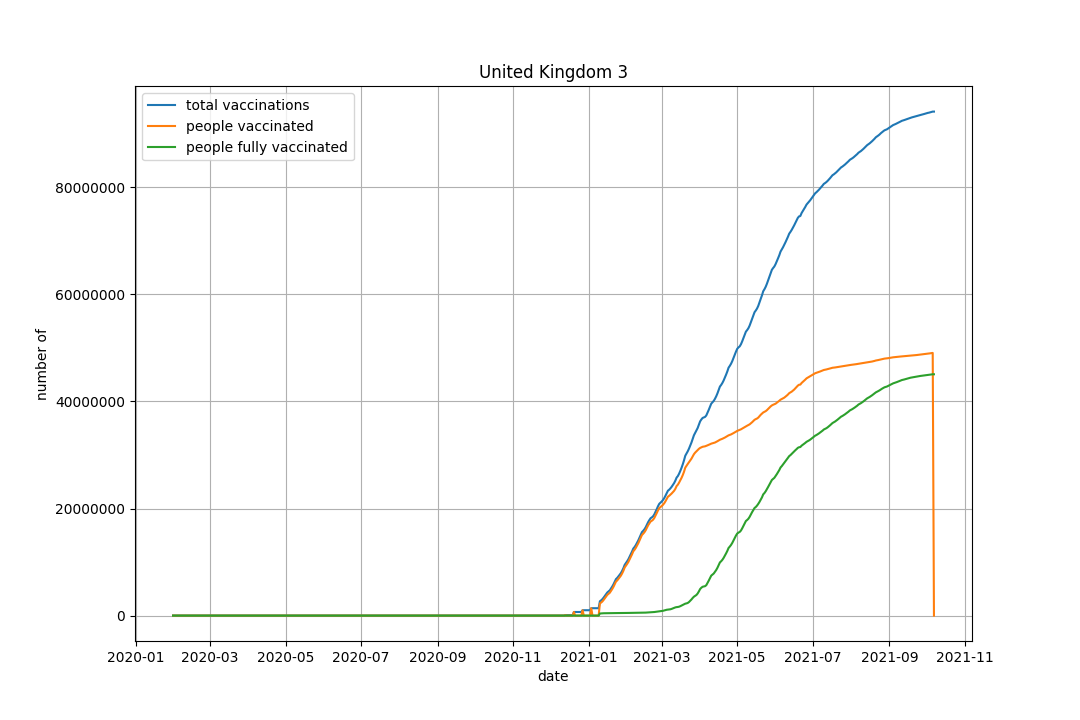 United Kingdom 3
total vaccinations
people vaccinated
people fully vaccinated
number of
80000000
60000000
40000000
20000000
0
2020-01 2020-03 2020-05 2020-07 2020-09 2020-11 2021-01 2021-03 2021-05 2021-07 2021-09 2021-11
date